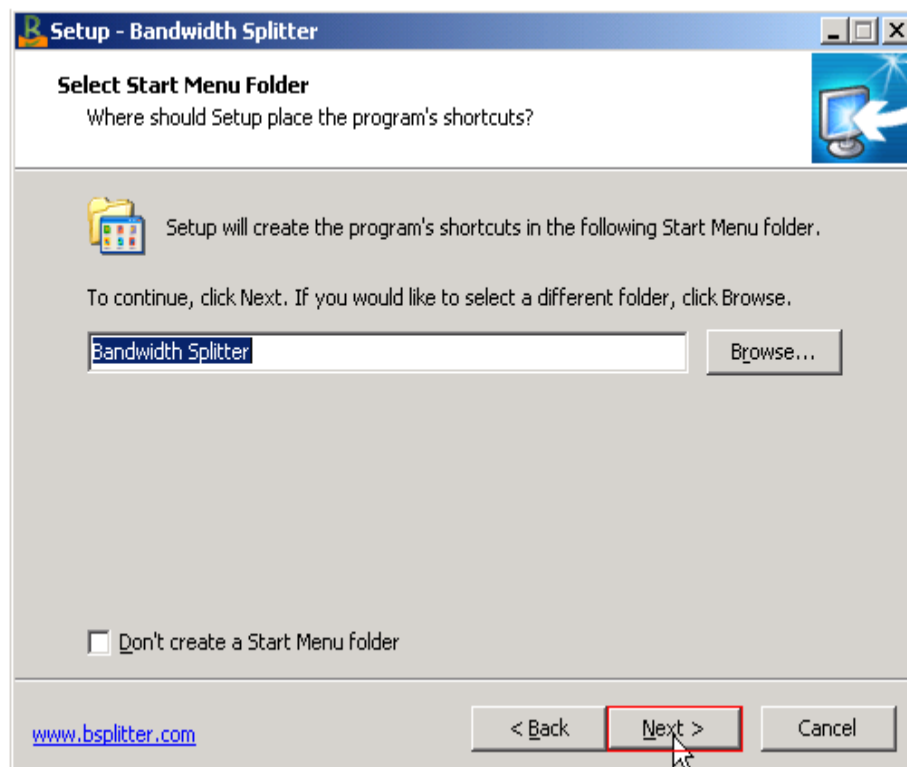 Setup - Bandwidth Splitter
Select Start Menu Folder
Where should Setup place the program's shortcuts?
Setup will create the program's shortcuts in the following Start Menu folder.
To continue, click Next. If you would like to select a different folder, click Browse.
Bandwidth Splitter
Browse...
Don't create a Start Menu folder
www.bsplitter.com
< Back
Next >
Cancel